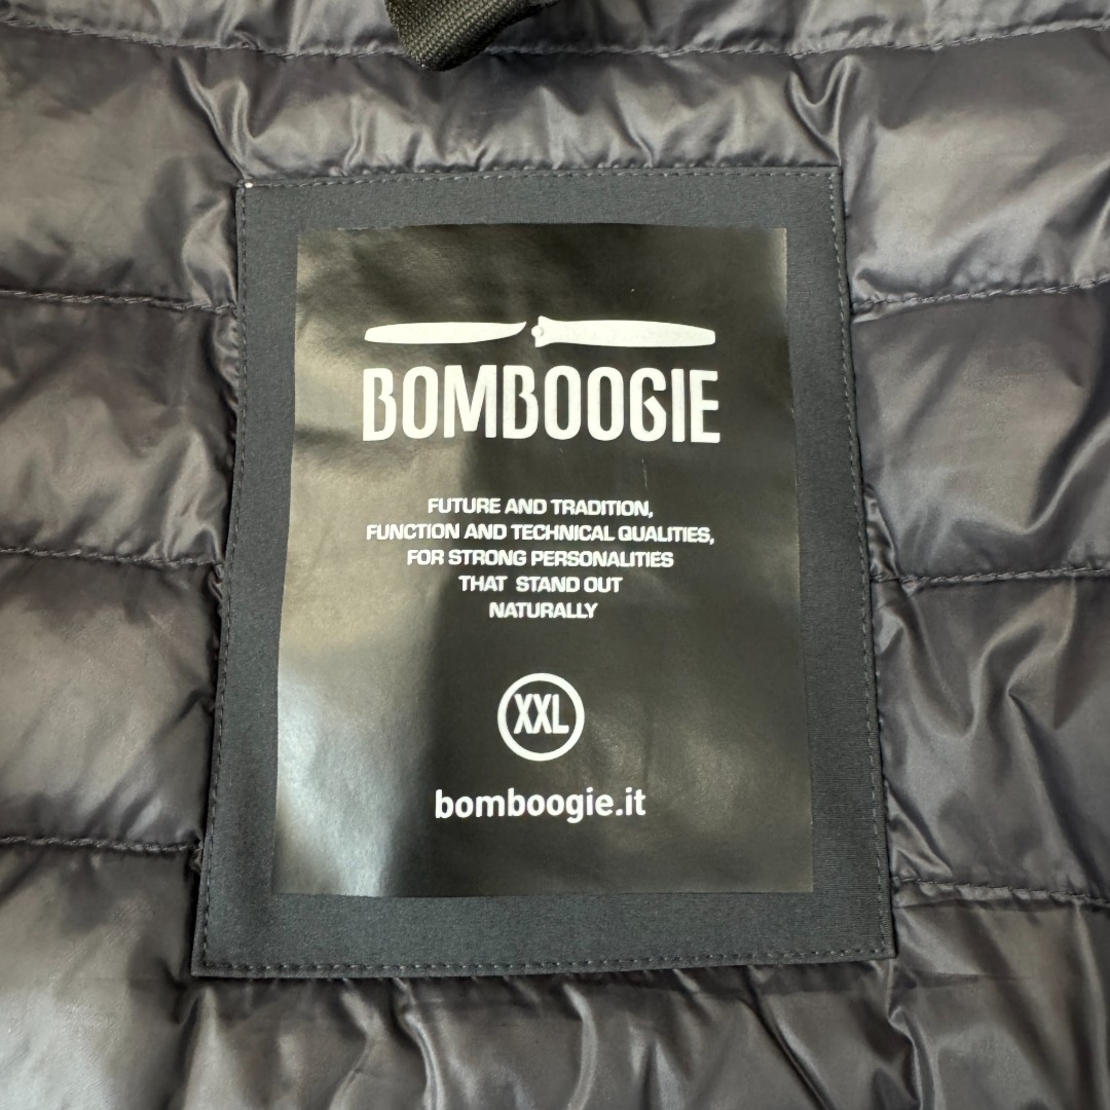 BOMBOOGIE
FUTURE AND TRADITION,
FUNCTION AND TECHNICAL QUALITIES,
FOR STRONG PERSONALITIES
THAT STAND OUT
NATURALLY
XXL
bomboogie.it